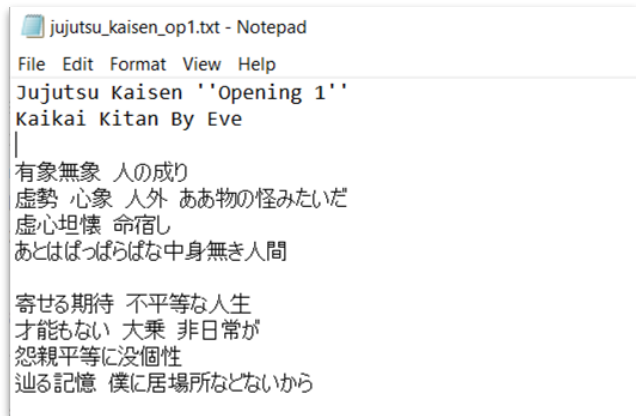 jujutsu_kaisen_op1.txt - Notepad
File Edit Format View Help
Jujutsu Kaisen ''Opening 1''
Kaikai Kitan By Eve
有象無象 人の成り
虚勢 心象 人外 ああ物の怪みたいだ
虚心坦懐 命宿し
あとはぱっぱらぱな中身無き人間
寄せる期待 不平等な人生
才能もない 大乗 非日常が
怨親平等に没個性
辿る記憶 僕に居場所などないから